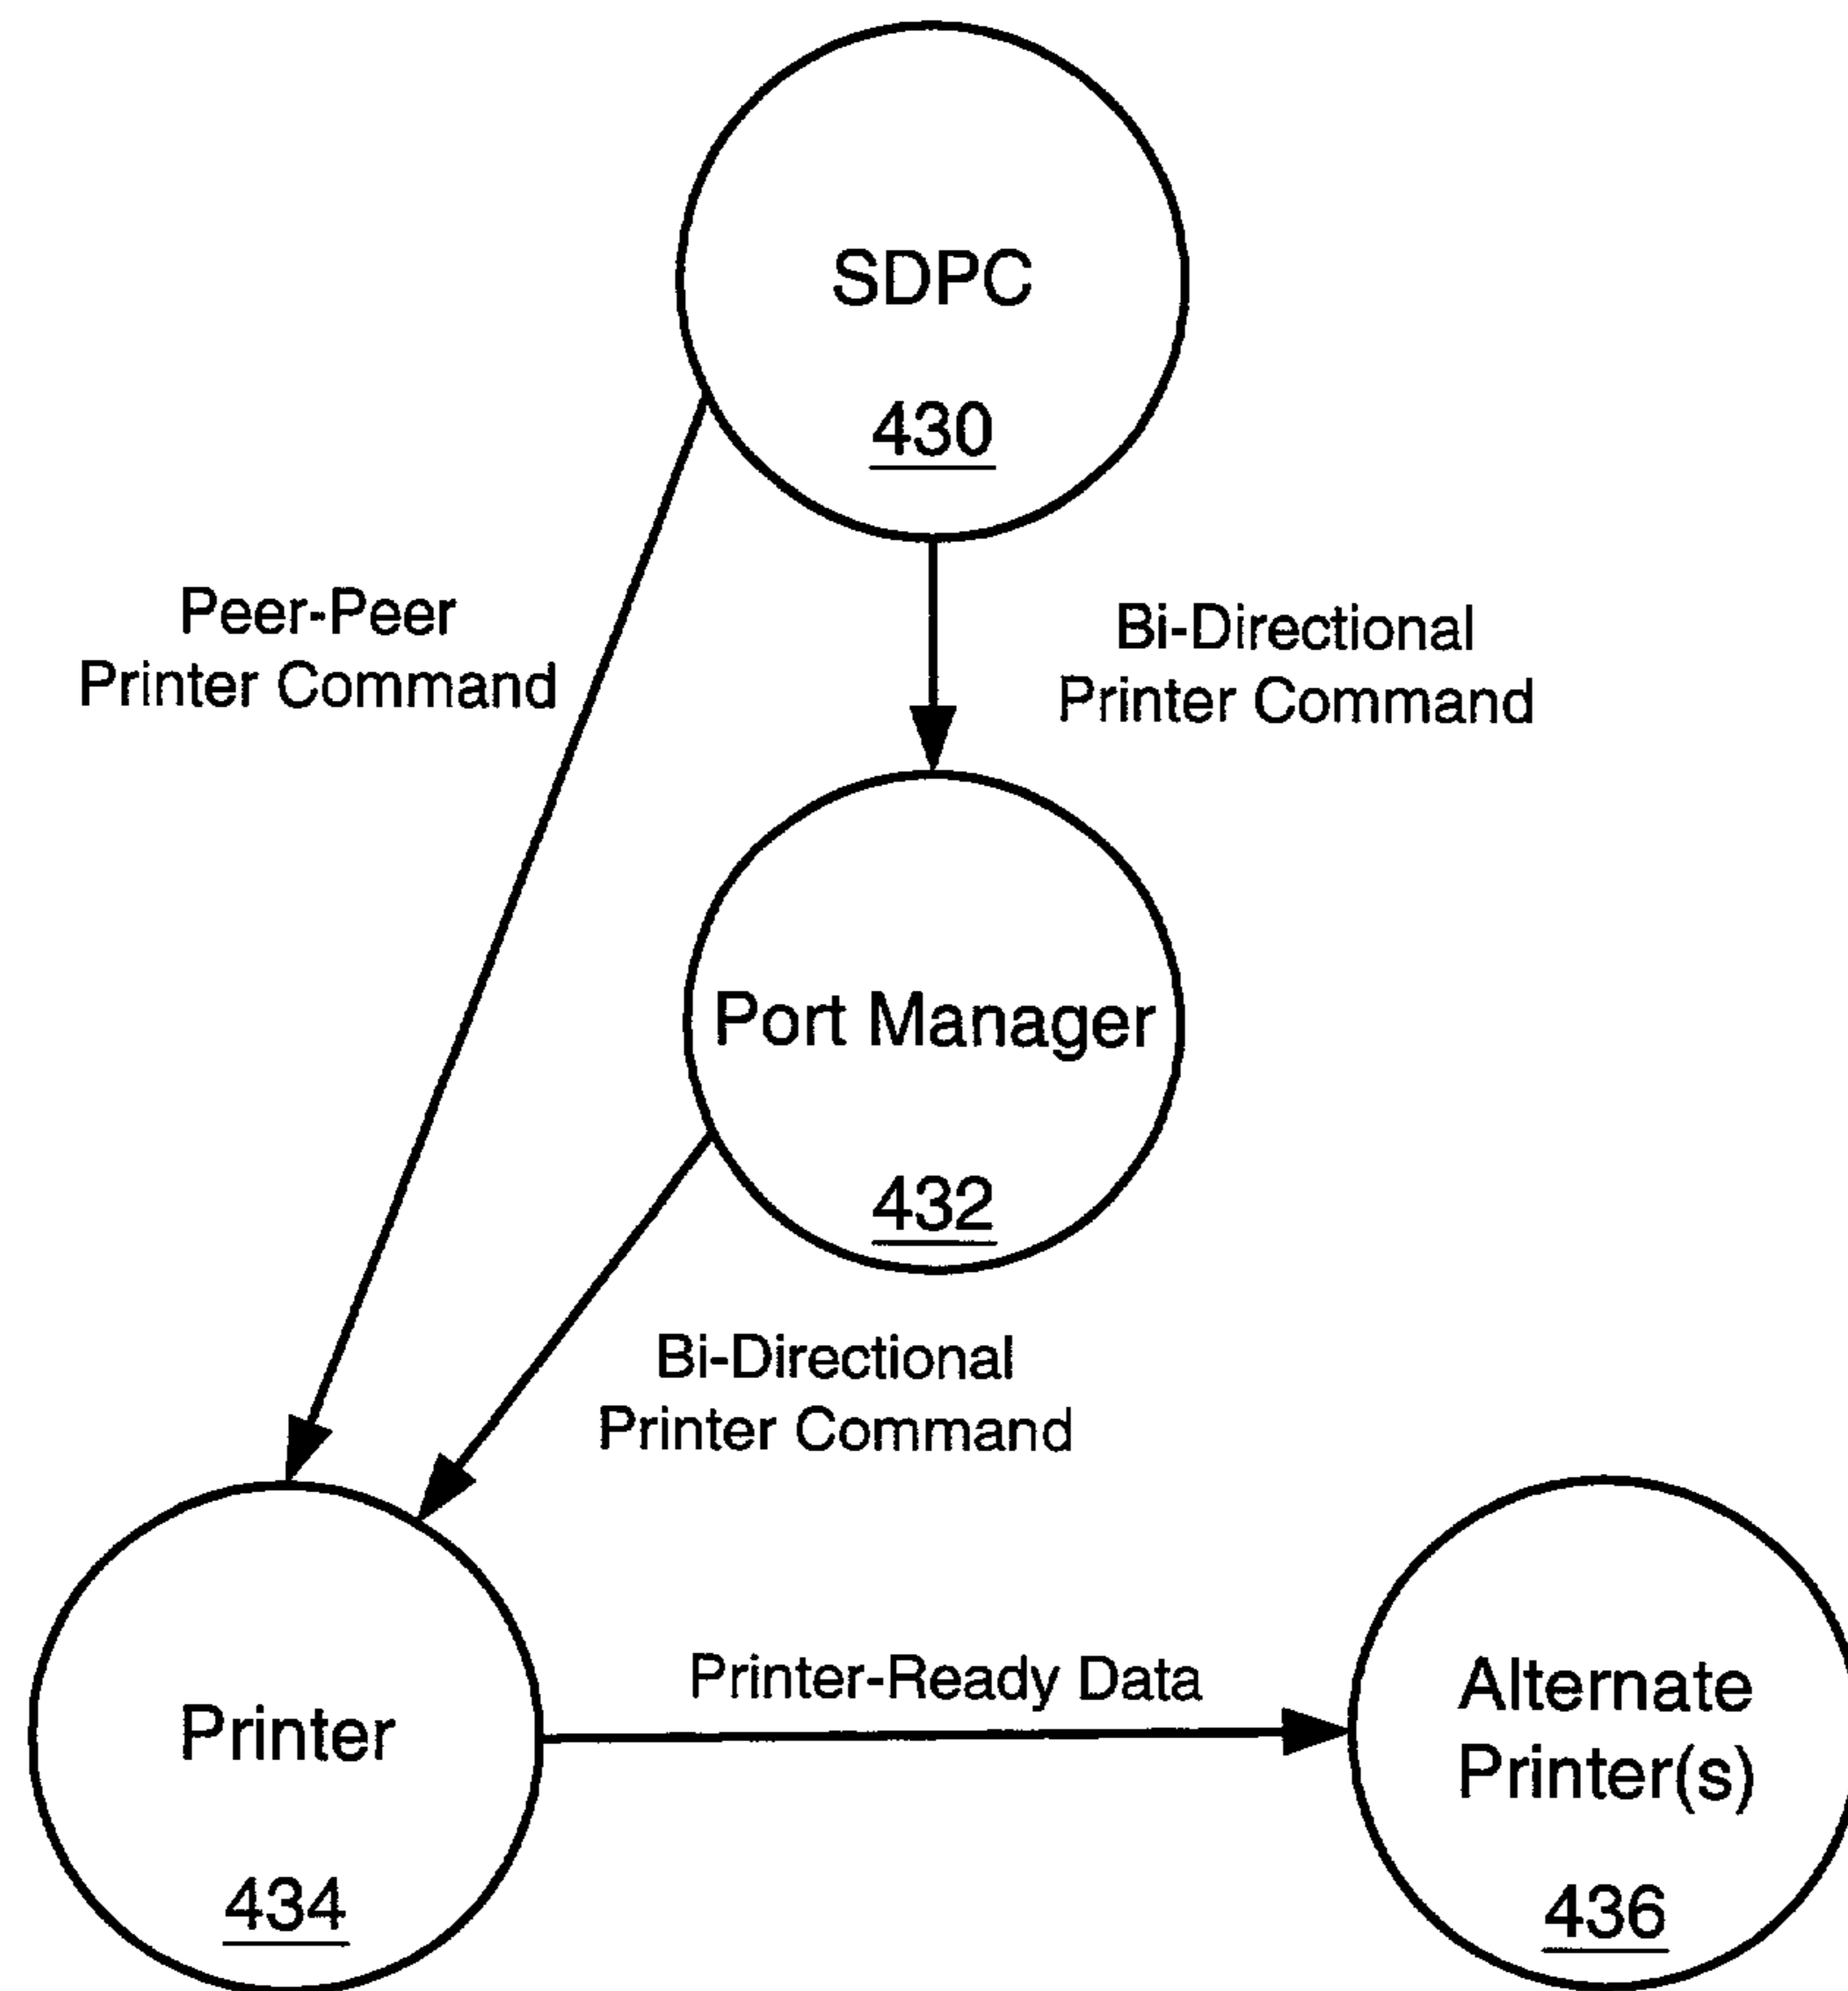 SDPC
430
Peer-Peer
Printer Command
Bi-Directional
Printer Command
Port Manager
432
Bi-Directional
Printer Command
Printer-Ready Data
Printer
434
Alternate
Printer(s)
436